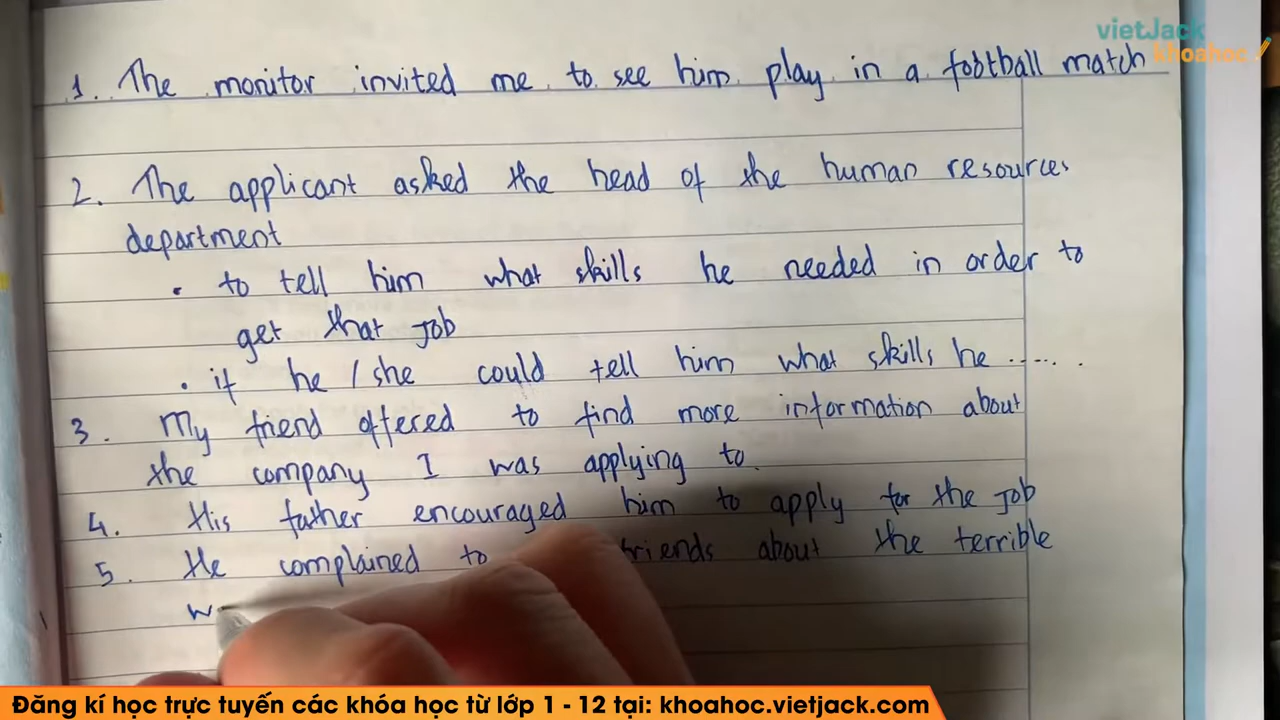 vietJack
khoahoc
1. The monitor invited me to see him play in a football match
2. The applicant asked the head of the human resources
department
• to tell him what skills he needed in order to
get that job
• if he / she could tell him what skills he ......
3. My friend offered to find more information about
the company I was applying to.
4. His father encouraged him to apply for the job
5. He complained to friends about the terrible
w
Đăng kí học trực tuyến các khóa học từ lớp 1 - 12 tại: khoahoc.vietjack.com